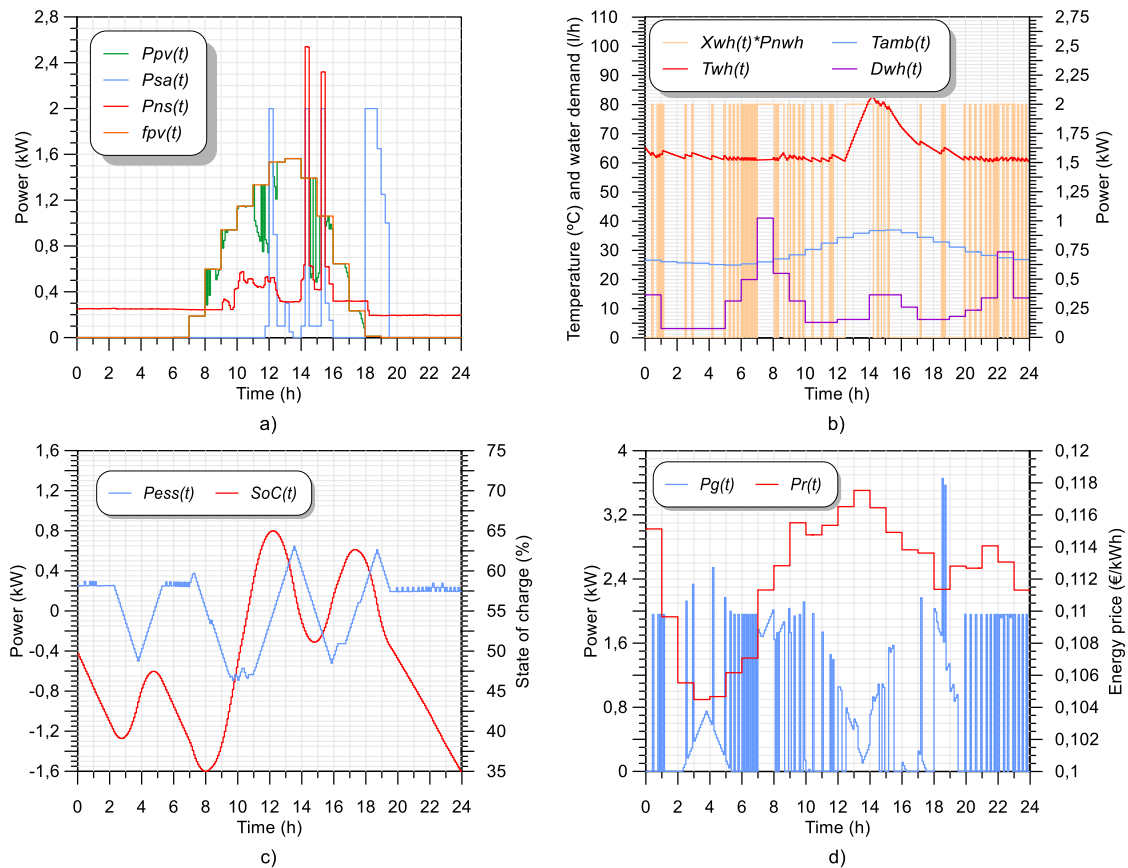 2,8
2,4
2
1,6
1,2
0,8
0,4
0
Power (kW)
Ppv(t)
Psa(t)
Pns(t)
fpv(t)
0 2 4 6 8 10 12 14 16 18 20 22 24
Time (h)
a)
110
100
90
80
70
60
50
40
30
20
10
0
Temperature (ºC) and water demand (l/h)
Xwh(t)*Pnwh Tamb(t)
Twh(t) Dwh(t)
2,75
2,5
2,25
2
1,75
1,5
1,25
1
0,75
0,5
0,25
0
Power (kW)
0 2 4 6 8 10 12 14 16 18 20 22 24
Time (h)
b)
1,6
1,2
0,8
0,4
0
-0,4
-0,8
-1,2
-1,6
Power (kW)
Pess(t) SoC(t)
75
70
65
60
55
50
45
40
35
State of charge (%)
0 2 4 6 8 10 12 14 16 18 20 22 24
Time (h)
c)
4
3,2
2,4
1,6
0,8
0
Power (kW)
Pg(t) Pr(t)
0,12
0,118
0,116
0,114
0,112
0,11
0,108
0,106
0,104
0,102
0,1
Energy price (€/kWh)
0 2 4 6 8 10 12 14 16 18 20 22 24
Time (h)
d)